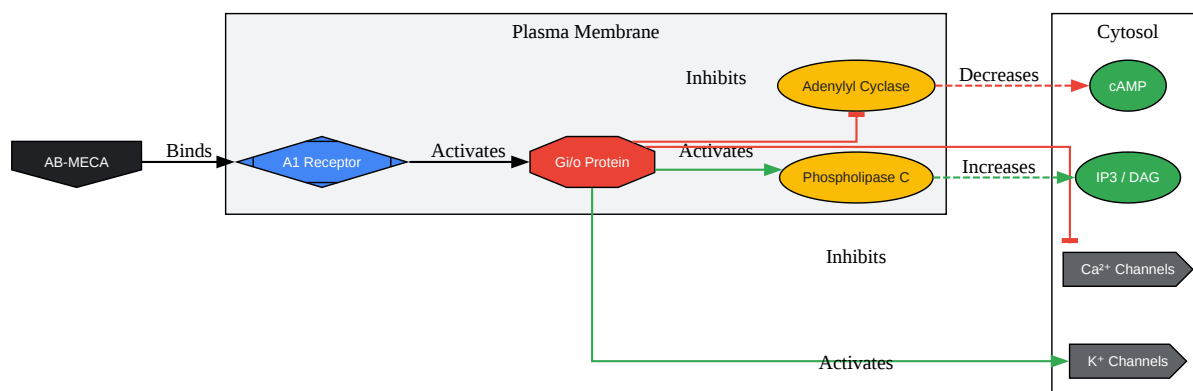 Plasma Membrane
Cytosol
Inhibits
Adenylyl Cyclase
Decreases
cAMP
AB-MECA
Binds
A1 Receptor
Activates
Gi/o Protein
Activates
Phospholipase C
Increases
IP3 / DAG
Inhibits
Ca²⁺ Channels
Activates
K⁺ Channels